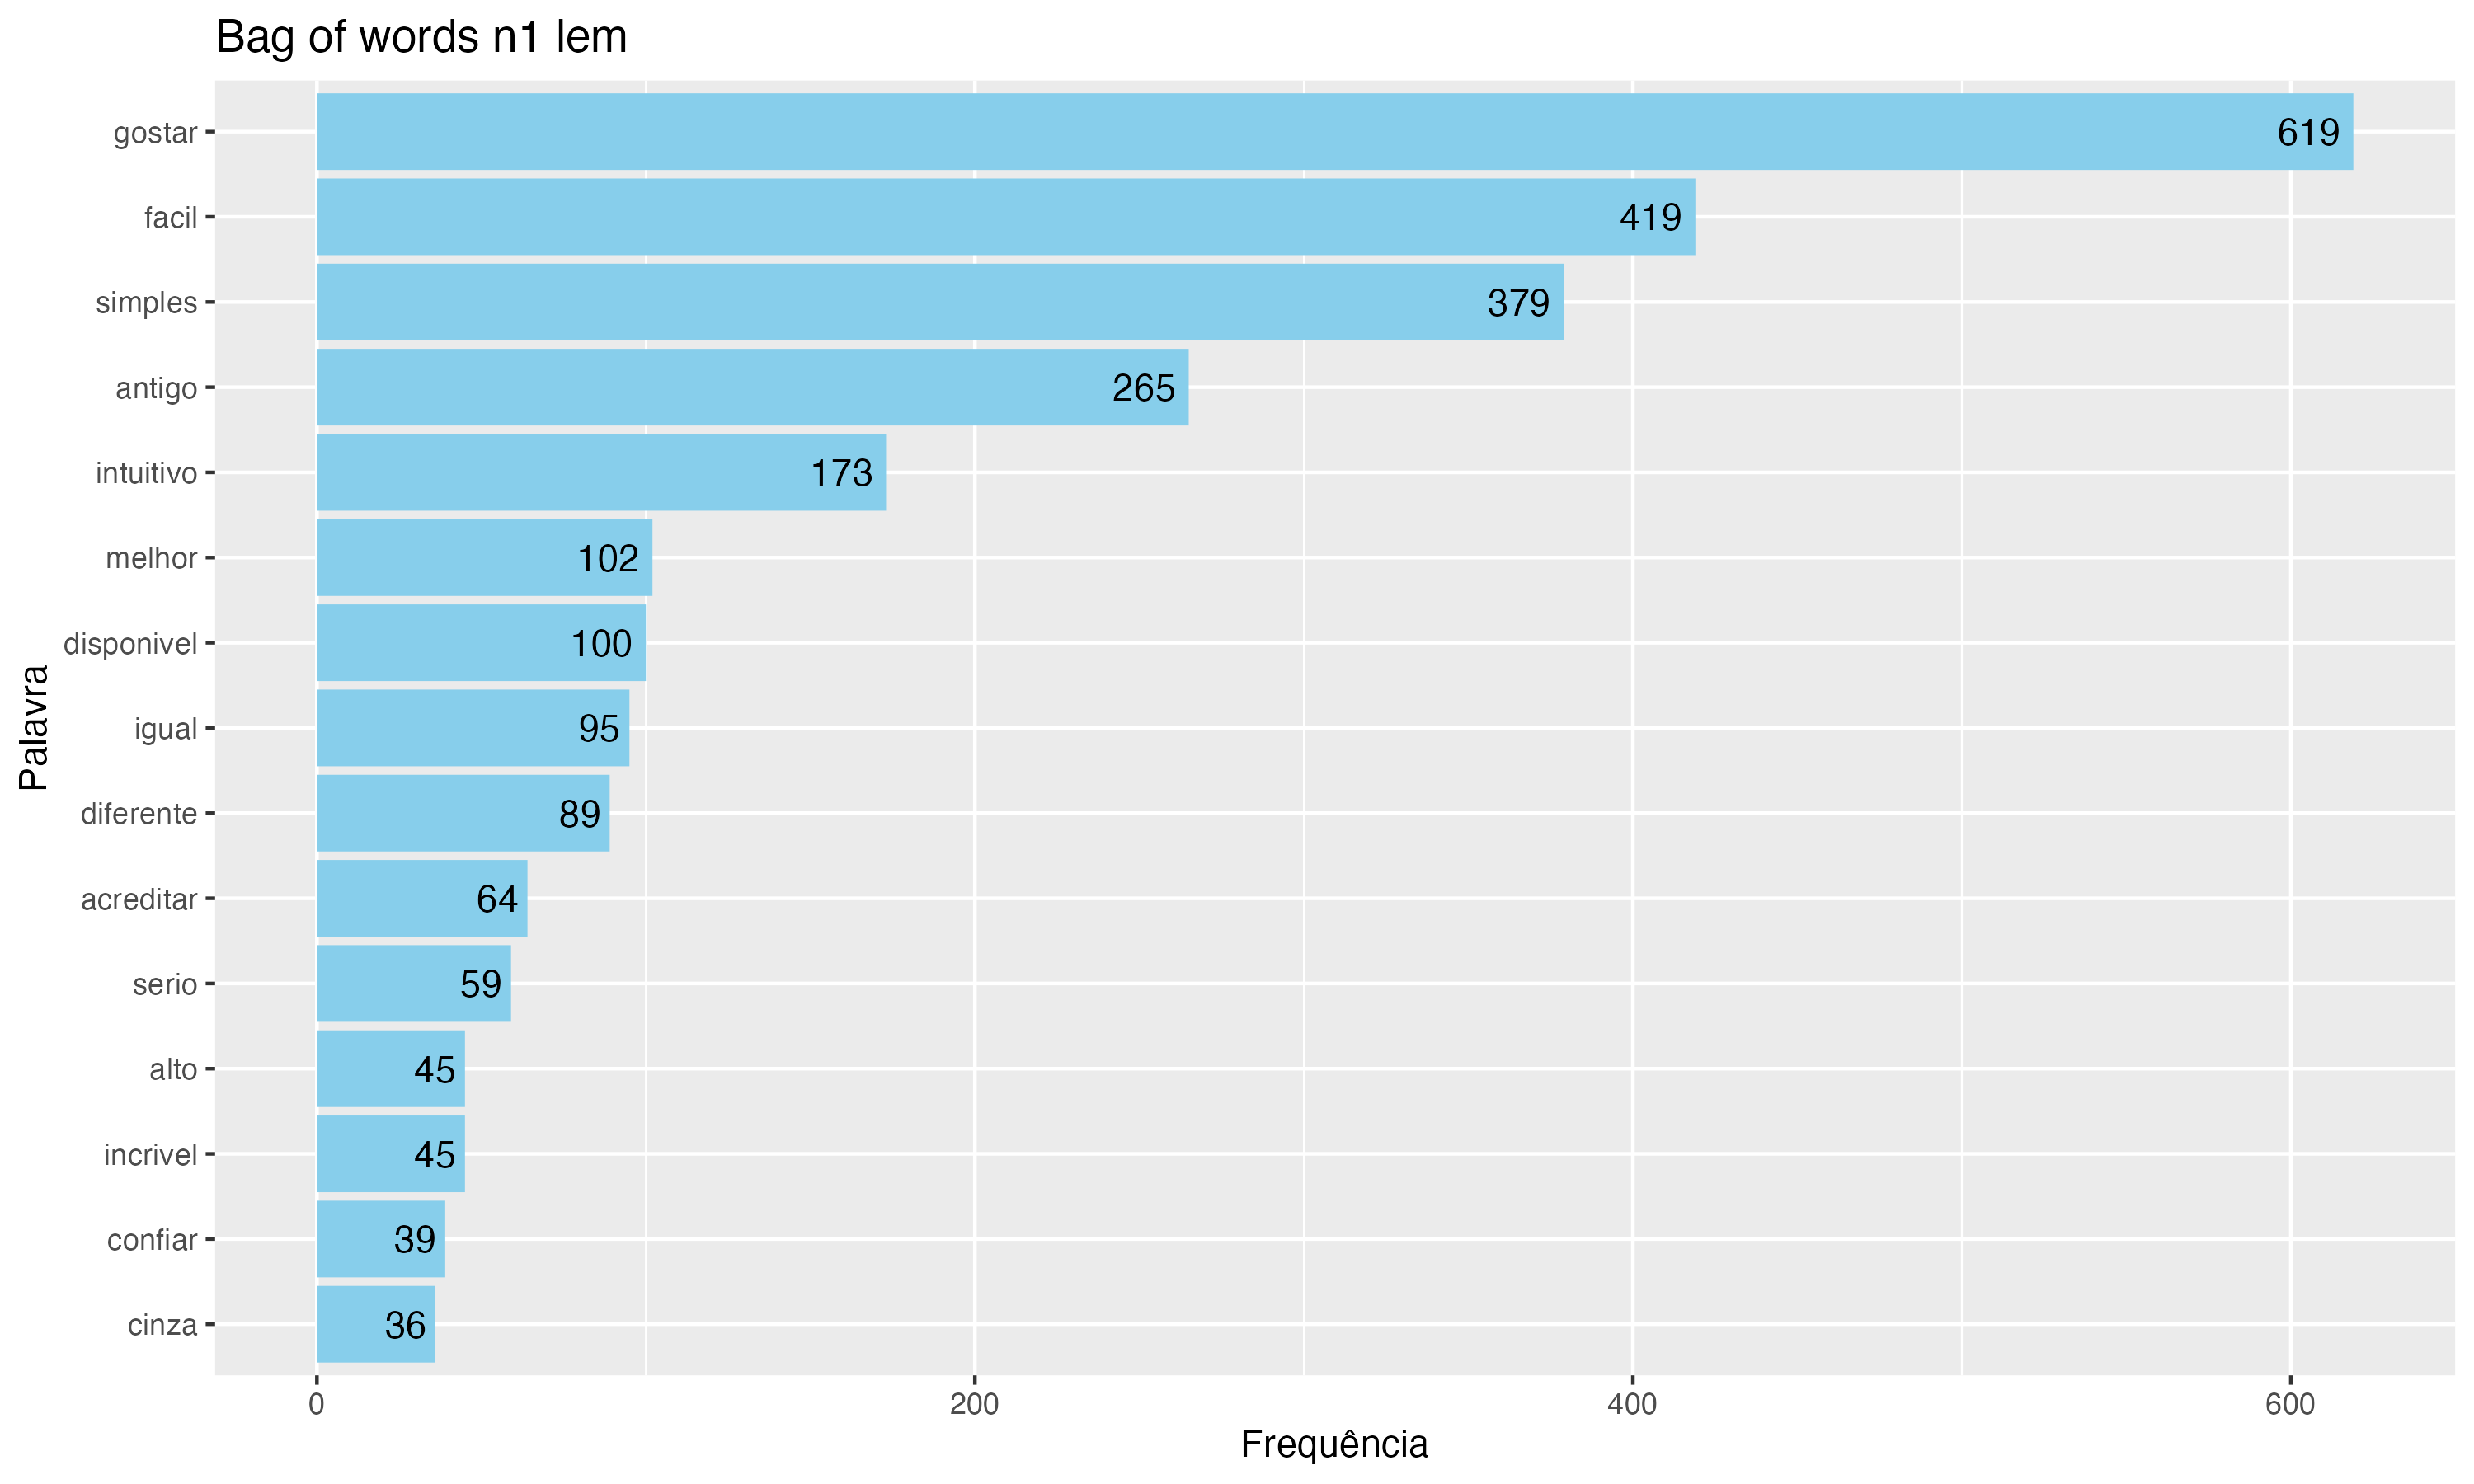 Bag of words n1 lem
gostar 619
facil 419
simples 379
antigo 265
intuitivo 173
melhor 102
disponivel 100
igual 95
diferente 89
acreditar 64
serio 59
alto 45
incrivel 45
confiar 39
cinza 36
Palavra
0 200 400 600
Frequência